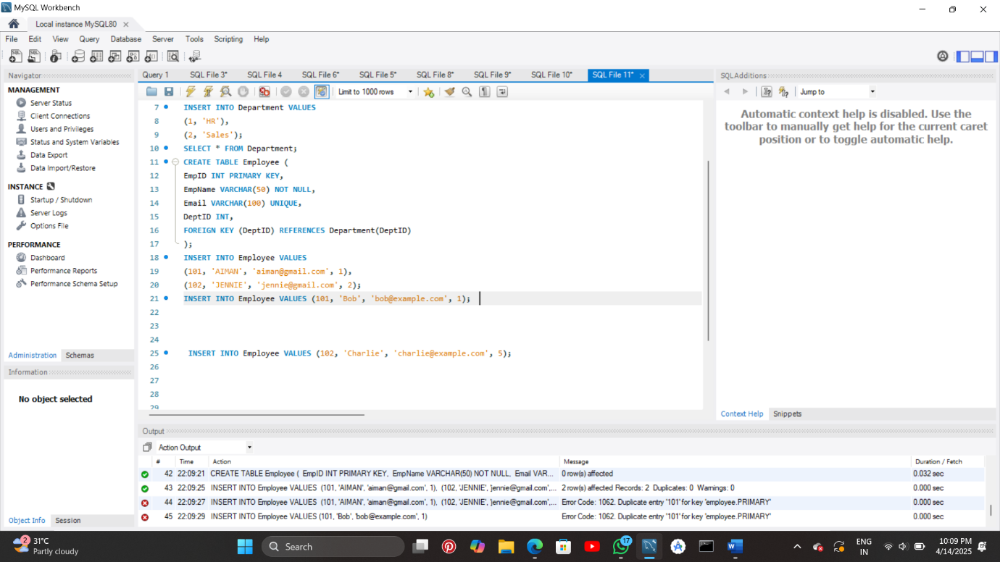 MySQL Workbench
Local instance MySQL80
File Edit View Query Database Server Tools Scripting Help
Navigator
MANAGEMENT
Server Status
Client Connections
Users and Privileges
Status and System Variables
Data Export
Data Import/Restore
INSTANCE
Startup / Shutdown
Server Logs
Options File
PERFORMANCE
Dashboard
Performance Reports
Performance Schema Setup
Administration Schemas
Information
No object selected
Object Info Session
Query 1 SQL File 3* SQL File 4 SQL File 6* SQL File 5* SQL File 8* SQL File 9* SQL File 10* SQL File 11*
Limit to 1000 rows
7 INSERT INTO Department VALUES
8 (1, 'HR'),
9 (2, 'Sales');
10 SELECT * FROM Department;
11 CREATE TABLE Employee (
12 EmpID INT PRIMARY KEY,
13 EmpName VARCHAR(50) NOT NULL,
14 Email VARCHAR(100) UNIQUE,
15 DeptID INT,
16 FOREIGN KEY (DeptID) REFERENCES Department(DeptID)
17 );
18 INSERT INTO Employee VALUES
19 (101, 'AIMAN', 'aiman@gmail.com', 1),
20 (102, 'JENNIE', 'jennie@gmail.com', 2);
21 INSERT INTO Employee VALUES (101, 'Bob', 'bob@example.com', 1);
22
23
24
25 INSERT INTO Employee VALUES (102, 'Charlie', 'charlie@example.com', 5);
26
27
28
29
SQLAdditions
Jump to
Automatic context help is disabled. Use the
toolbar to manually get help for the current caret
position or to toggle automatic help.
Context Help Snippets
Output
Action Output
# Time Action Message Duration / Fetch
42 22:09:21 CREATE TABLE Employee ( EmpID INT PRIMARY KEY, EmpName VARCHAR(50) NOT NULL, Email VAR... 0 row(s) affected 0.032 sec
43 22:09:25 INSERT INTO Employee VALUES (101, 'AIMAN', 'aiman@gmail.com', 1), (102, 'JENNIE', 'jennie@gmail.com',... 2 row(s) affected Records: 2 Duplicates: 0 Warnings: 0 0.000 sec
44 22:09:27 INSERT INTO Employee VALUES (101, 'AIMAN', 'aiman@gmail.com', 1), (102, 'JENNIE', 'jennie@gmail.com',... Error Code: 1062. Duplicate entry '101' for key 'employee.PRIMARY' 0.000 sec
45 22:09:29 INSERT INTO Employee VALUES (101, 'Bob', 'bob@example.com', 1) Error Code: 1062. Duplicate entry '101' for key 'employee.PRIMARY' 0.000 sec
2
31°C
Partly cloudy
Search
17
ENG
IN
10:09 PM
4/14/2025